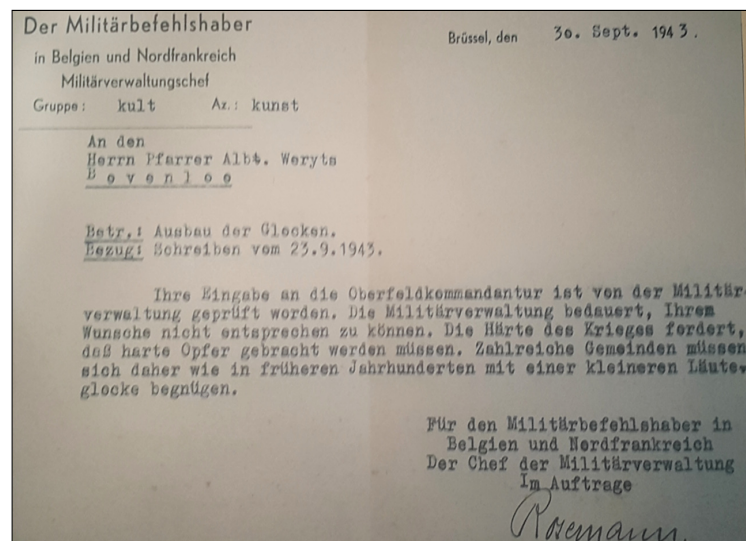 Der Militärbefehlshaber
in Belgien und Nordfrankreich
Militärverwaltungschef
Gruppe: kult Az.: kunst
Brüssel, den 30. Sept. 1943.
An den
Herrn Pfarrer Albt. Weryts
Bovenloo
Betr.: Ausbau der Glocken.
Bezug: Schreiben vom 23.9.1943.
Ihre Eingabe an die Oberfeldkommandantur ist von der Militär-
verwaltung geprüft worden. Die Militärverwaltung bedauert, Ihrem
Wunsche nicht entsprechen zu können. Die Härte des Krieges fordert,
daß harte Opfer gebracht werden müssen. Zahlreiche Gemeinden müssen
sich daher wie in früheren Jahrhunderten mit einer kleineren Läute-
glocke begnügen.
Für den Militärbefehlshaber in
Belgien und Nordfrankreich
Der Chef der Militärverwaltung
Im Auftrage
Rosemann.